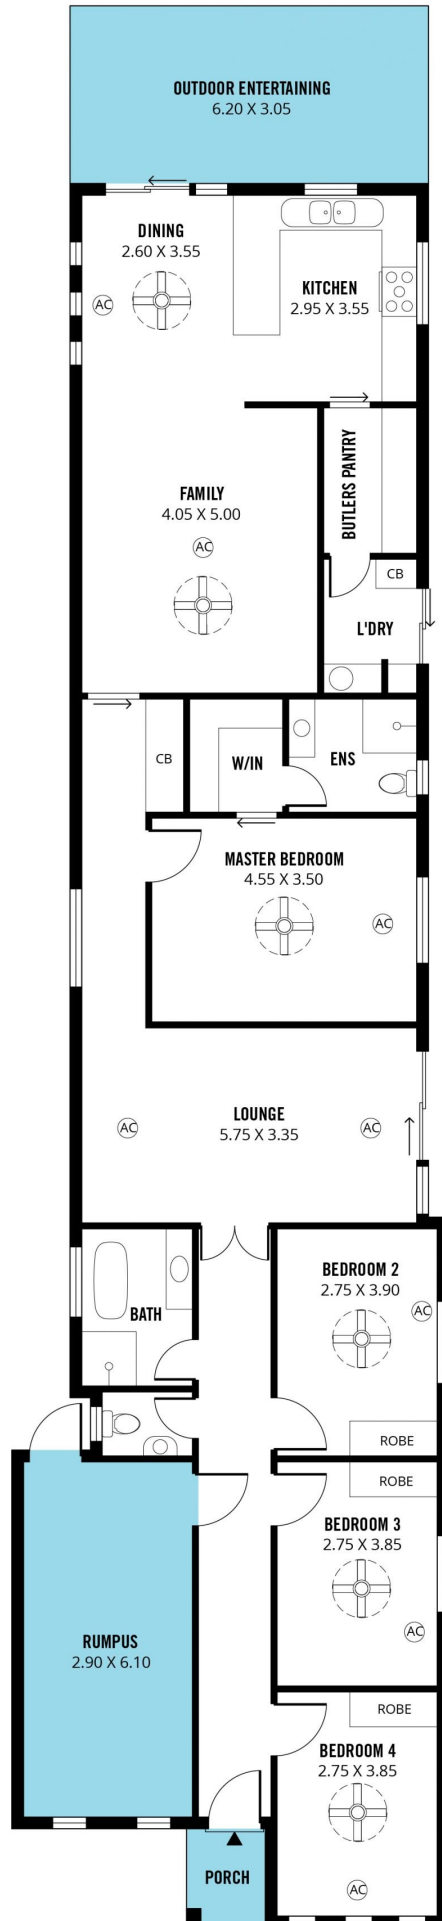 OUTDOOR ENTERTAINING
6.20 X 3.05
DINING
2.60 X 3.55
KITCHEN
2.95 X 3.55
AC
FAMILY
4.05 X 5.00
AC
BUTLERS PANTRY
CB
L'DRY
CB
W/IN
ENS
MASTER BEDROOM
4.55 X 3.50
AC
LOUNGE
5.75 X 3.35
AC
AC
BATH
BEDROOM 2
2.75 X 3.90
AC
ROBE
ROBE
BEDROOM 3
2.75 X 3.85
AC
RUMPUS
2.90 X 6.10
ROBE
BEDROOM 4
2.75 X 3.85
AC
PORCH